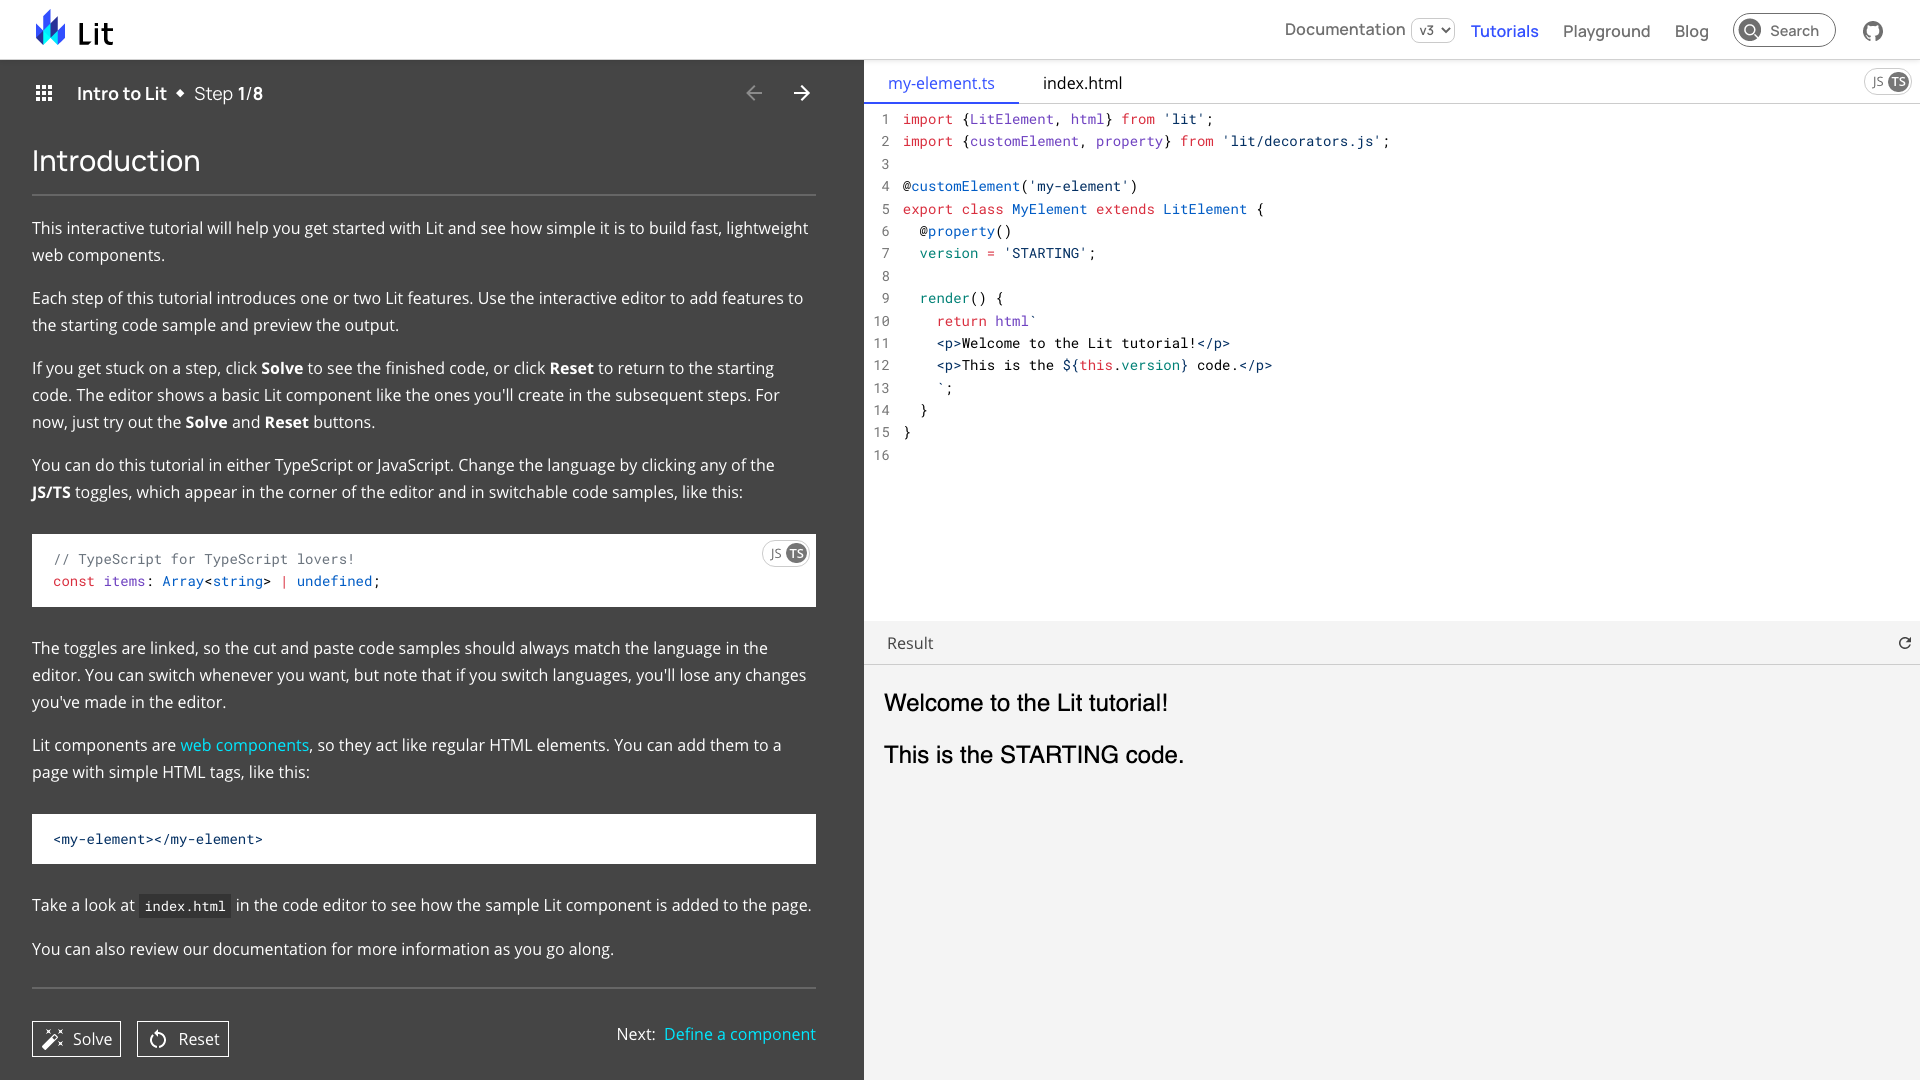 Lit
Documentation v3 Tutorials Playground Blog Search
Intro to Lit ◆ Step 1/8
Introduction
This interactive tutorial will help you get started with Lit and see how simple it is to build fast, lightweight
web components.
Each step of this tutorial introduces one or two Lit features. Use the interactive editor to add features to
the starting code sample and preview the output.
If you get stuck on a step, click Solve to see the finished code, or click Reset to return to the starting
code. The editor shows a basic Lit component like the ones you'll create in the subsequent steps. For
now, just try out the Solve and Reset buttons.
You can do this tutorial in either TypeScript or JavaScript. Change the language by clicking any of the
JS/TS toggles, which appear in the corner of the editor and in switchable code samples, like this:
// TypeScript for TypeScript lovers!
JS TS
const items: Array<string> | undefined;
The toggles are linked, so the cut and paste code samples should always match the language in the
editor. You can switch whenever you want, but note that if you switch languages, you'll lose any changes
you've made in the editor.
Lit components are web components, so they act like regular HTML elements. You can add them to a
page with simple HTML tags, like this:
<my-element></my-element>
Take a look at index.html in the code editor to see how the sample Lit component is added to the page.
You can also review our documentation for more information as you go along.
Solve Reset
Next: Define a component
my-element.ts index.html
JS TS
1 import {LitElement, html} from 'lit';
2 import {customElement, property} from 'lit/decorators.js';
3
4 @customElement('my-element')
5 export class MyElement extends LitElement {
6   @property()
7   version = 'STARTING';
8
9   render() {
10     return html`
11     <p>Welcome to the Lit tutorial!</p>
12     <p>This is the ${this.version} code.</p>
13     `;
14   }
15 }
16
Result
Welcome to the Lit tutorial!
This is the STARTING code.